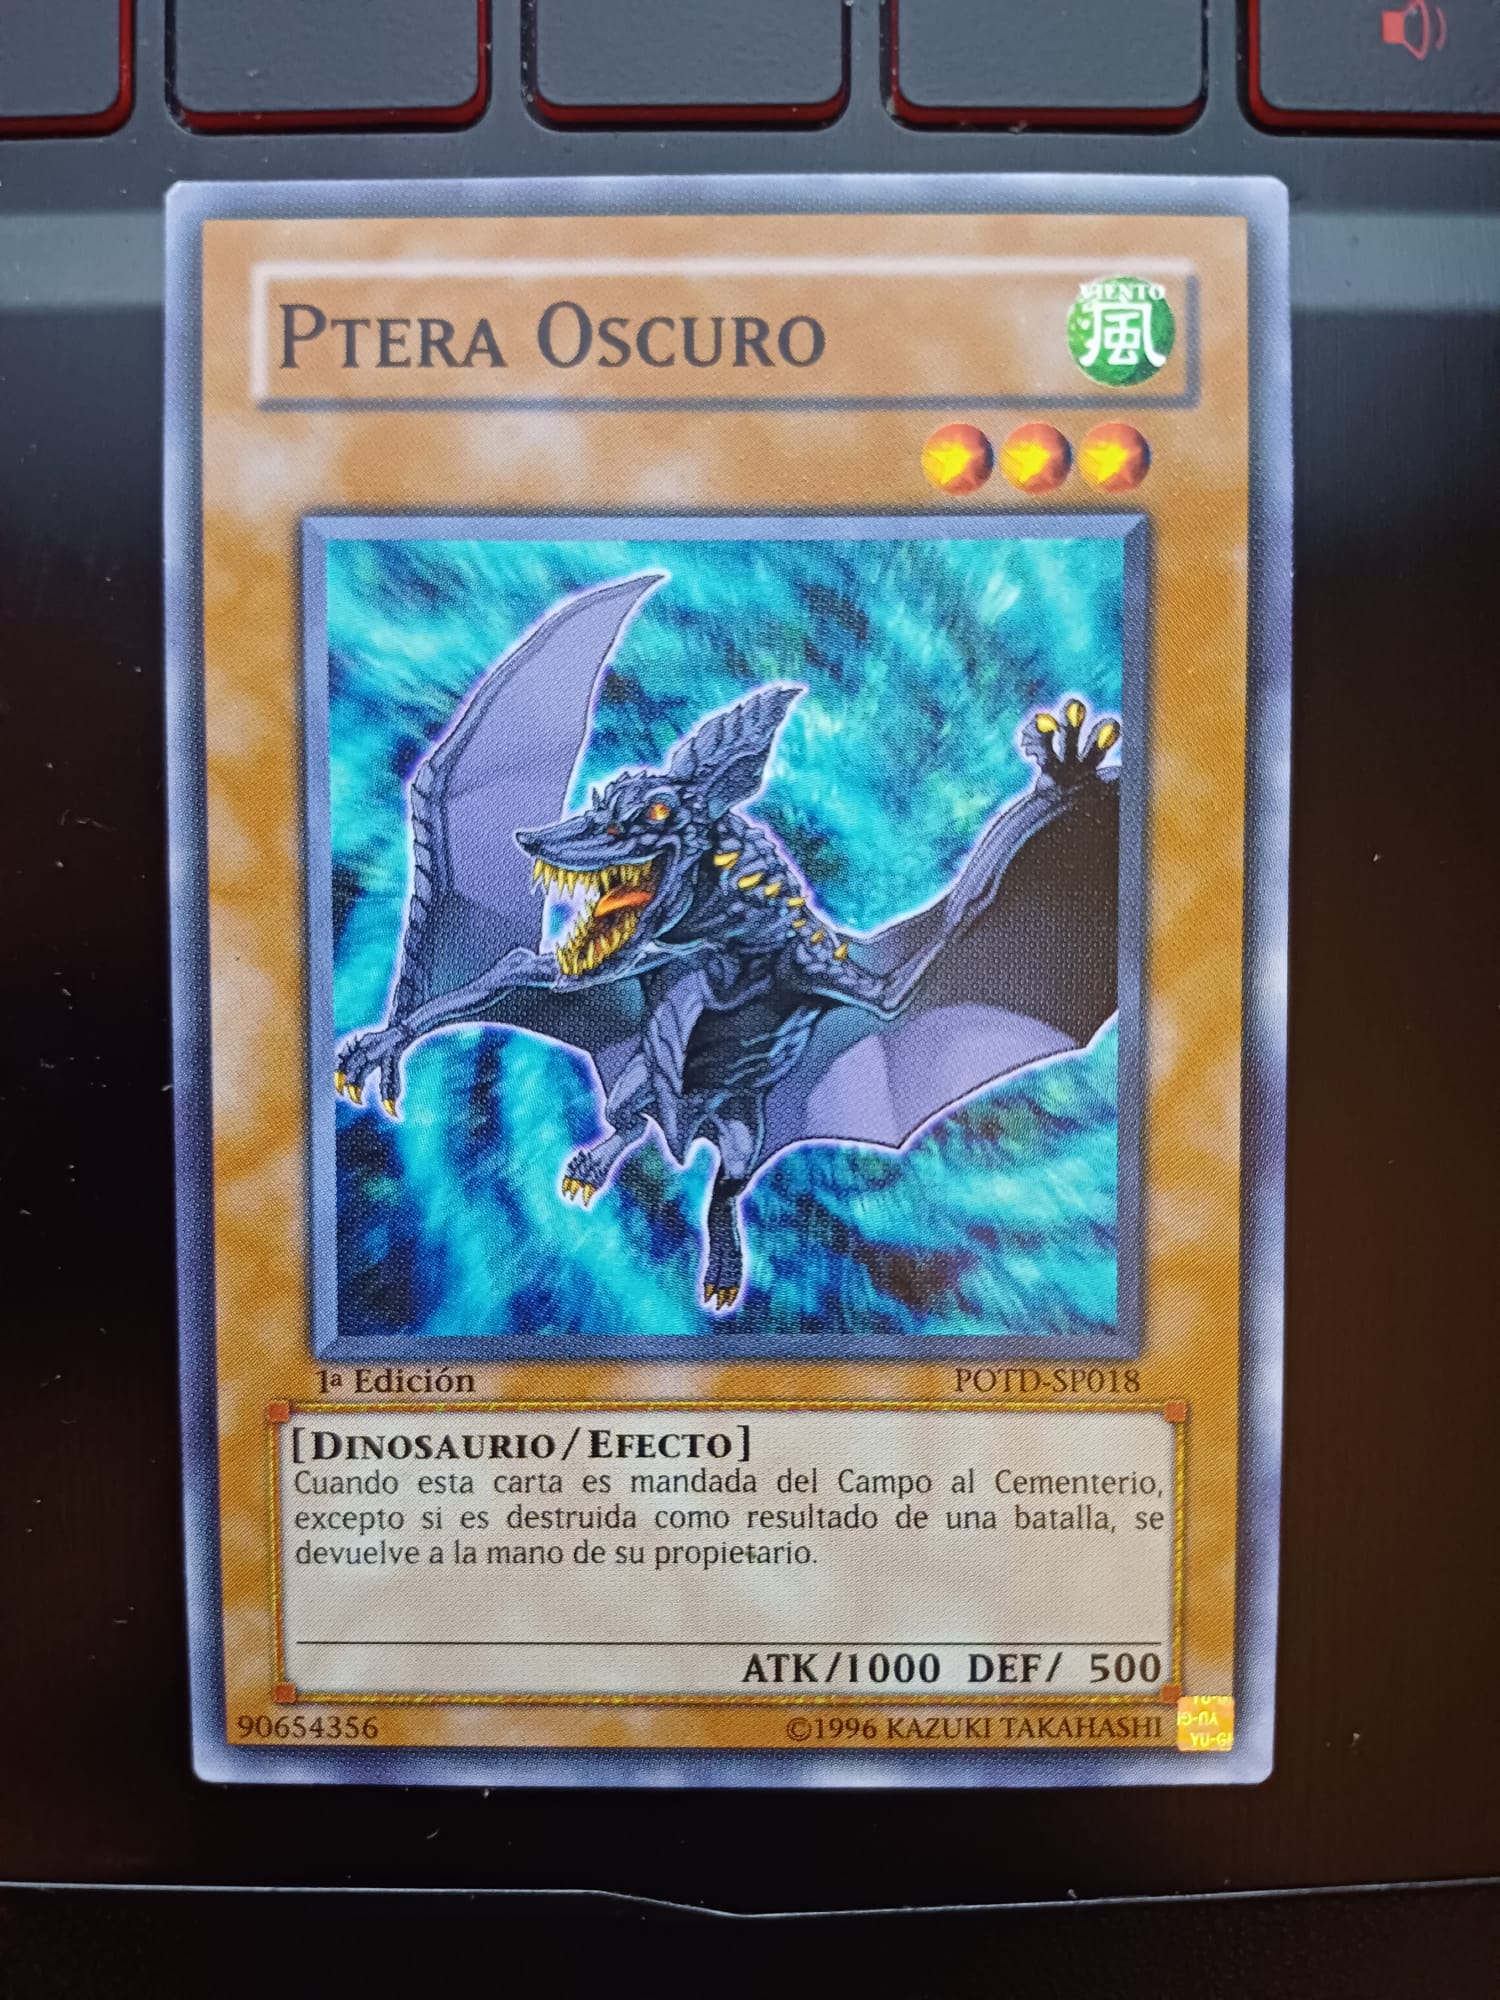 Ptera Oscuro
VIENTO
風
1ª Edición
POTD-SP018
[Dinosaurio/Efecto]
Cuando esta carta es mandada del Campo al Cementerio,
excepto si es destruida como resultado de una batalla, se
devuelve a la mano de su propietario.
ATK/1000 DEF/ 500
90654356
©1996 KAZUKI TAKAHASHI
YU-GI